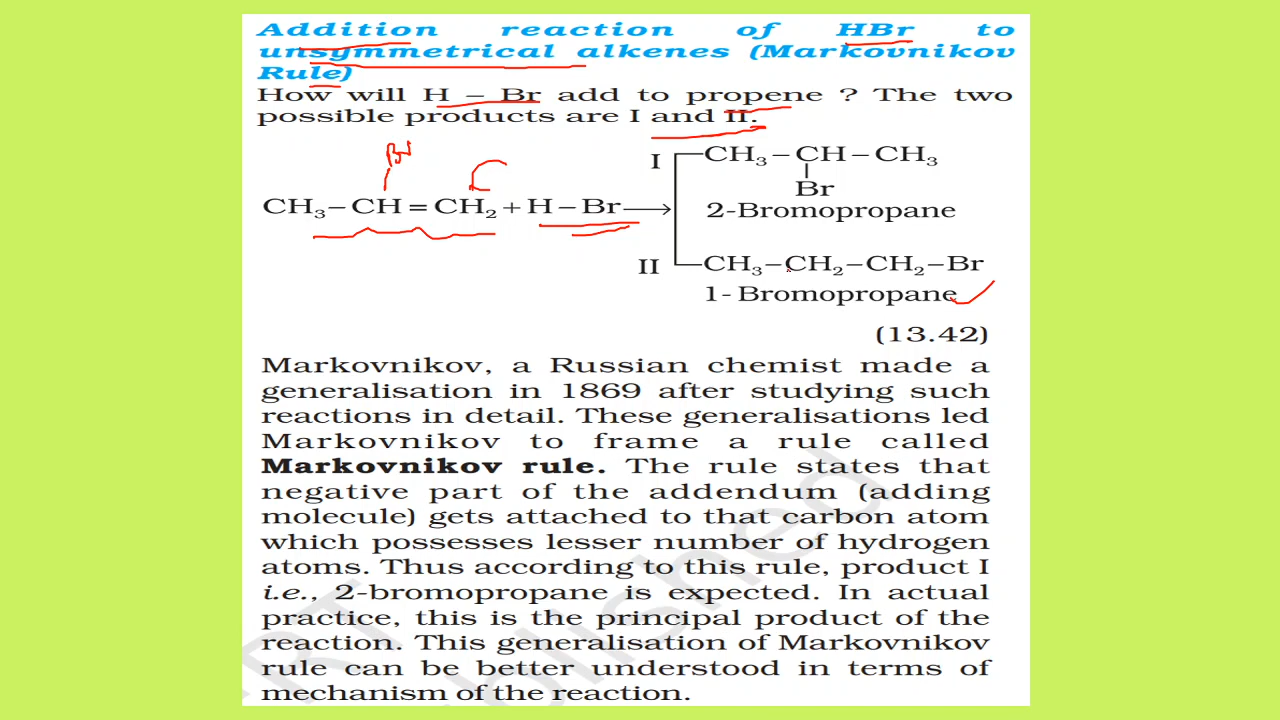 Addition reaction of HBr to
unsymmetrical alkenes (Markovnikov
Rule)
How will H – Br add to propene ? The two
possible products are I and II.
Br
I CH₃–CH–CH₃
Br
CH₃–CH=CH₂+H–Br⟶
2-Bromopropane
II CH₃–CH₂–CH₂–Br
1- Bromopropane
(13.42)
Markovnikov, a Russian chemist made a
generalisation in 1869 after studying such
reactions in detail. These generalisations led
Markovnikov to frame a rule called
Markovnikov rule. The rule states that
negative part of the addendum (adding
molecule) gets attached to that carbon atom
which possesses lesser number of hydrogen
atoms. Thus according to this rule, product I
i.e., 2-bromopropane is expected. In actual
practice, this is the principal product of the
reaction. This generalisation of Markovnikov
rule can be better understood in terms of
mechanism of the reaction.